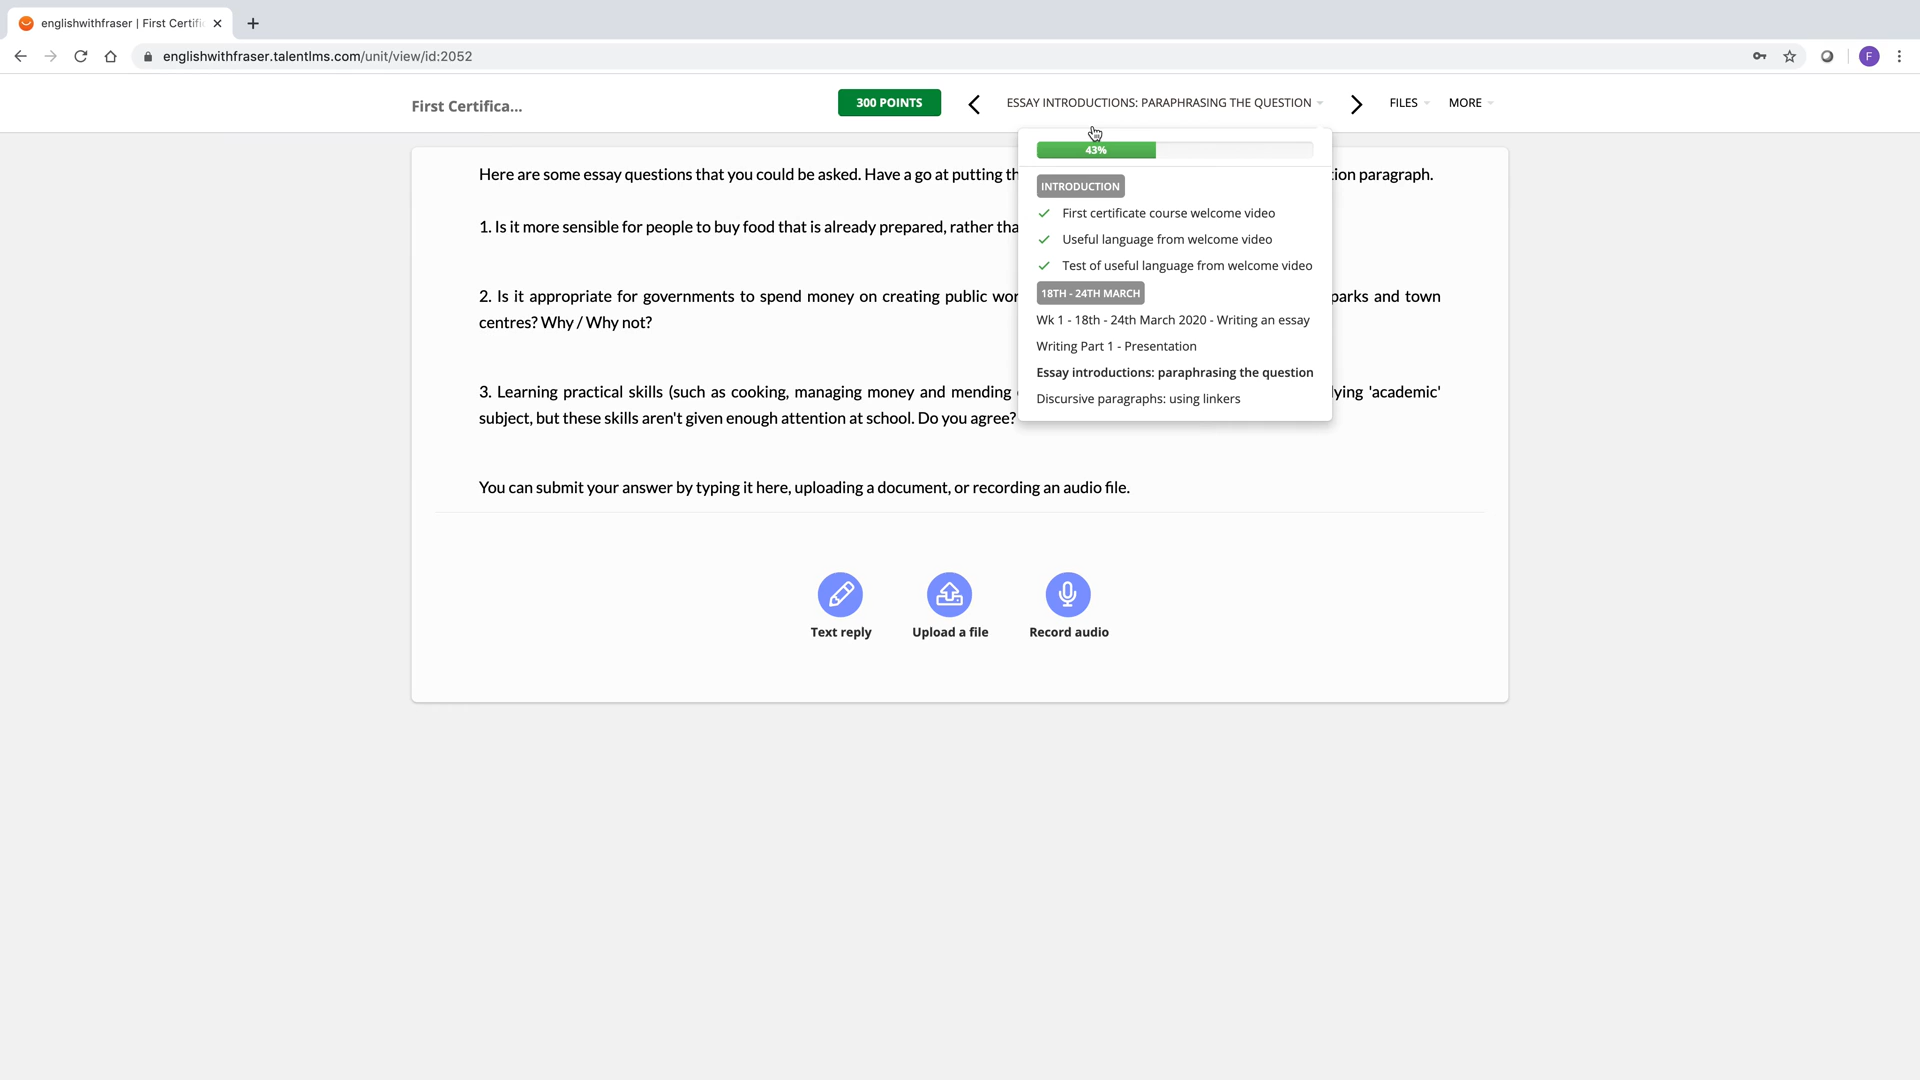 englishwithfraser | First Certifi
englishwithfraser.talentlms.com/unit/view/id:2052
F
First Certifica...
300 POINTS
ESSAY INTRODUCTIONS: PARAPHRASING THE QUESTION
FILES
MORE
43%
INTRODUCTION
First certificate course welcome video
Useful language from welcome video
Test of useful language from welcome video
18TH - 24TH MARCH
Wk 1 - 18th - 24th March 2020 - Writing an essay
Writing Part 1 - Presentation
Essay introductions: paraphrasing the question
Discursive paragraphs: using linkers
Here are some essay questions that you could be asked. Have a go at putting paragraph.
1. Is it more sensible for people to buy food that is already prepared, rather
2. Is it appropriate for governments to spend money on creating public parks and town
centres? Why / Why not?
3. Learning practical skills (such as cooking, managing money and mending 'academic'
subject, but these skills aren't given enough attention at school. Do you agree?
You can submit your answer by typing it here, uploading a document, or recording an audio file.
Text reply
Upload a file
Record audio